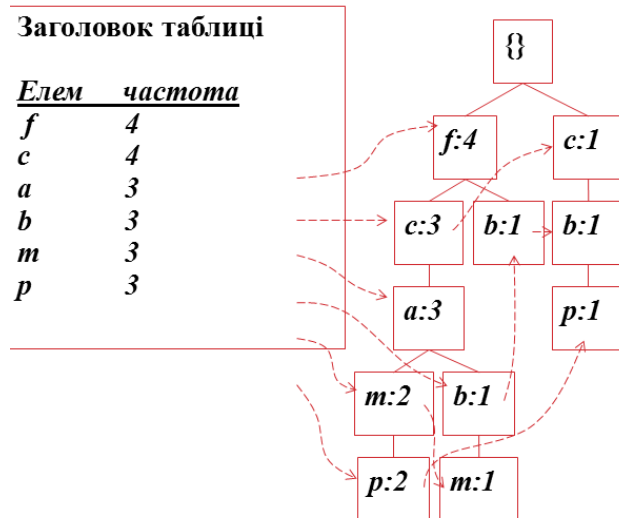 Заголовок таблиці
Елем частота
f 4
c 4
a 3
b 3
m 3
p 3
{}
f:4 c:1
c:3 b:1 b:1
a:3 p:1
m:2 b:1
p:2 m:1